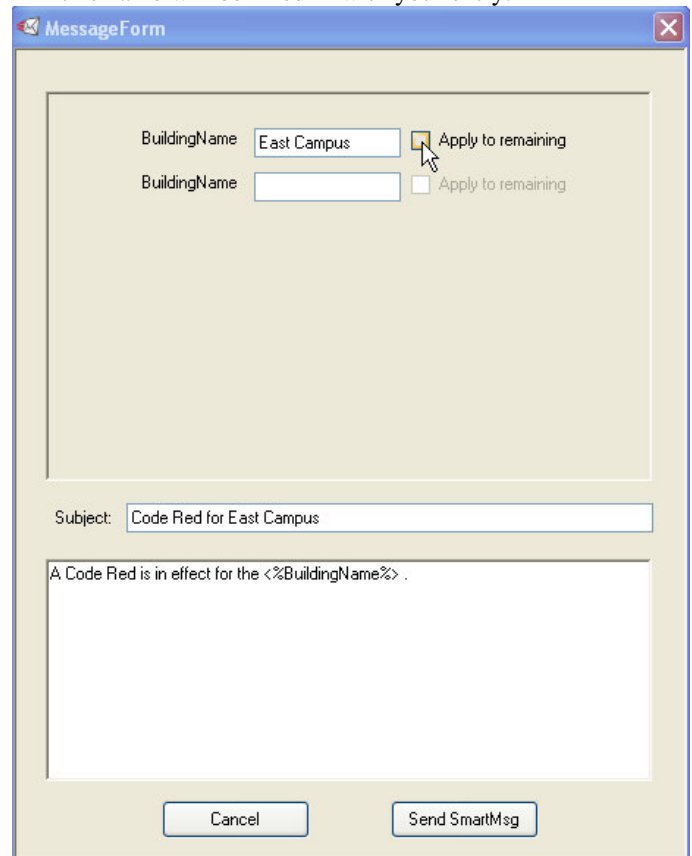 MessageForm
BuildingName East Campus Apply to remaining
BuildingName Apply to remaining
Subject: Code Red for East Campus
A Code Red is in effect for the <%BuildingName%> .
Cancel Send SmartMsg